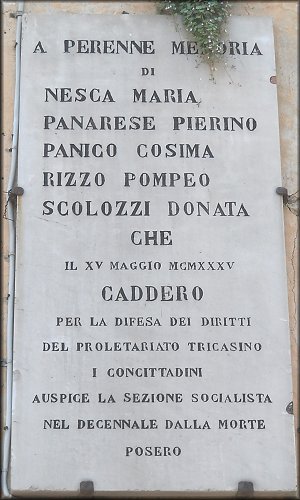 A PERENNE MEMORIA
DI
NESCA MARIA
PANARESE PIERINO
PANICO COSIMA
RIZZO POMPEO
SCOLOZZI DONATA
CHE
IL XV MAGGIO MCMXXXV
CADDERO
PER LA DIFESA DEI DIRITTI
DEL PROLETARIATO TRICASINO
I CONCITTADINI
AUSPICE LA SEZIONE SOCIALISTA
NEL DECENNALE DALLA MORTE
POSERO